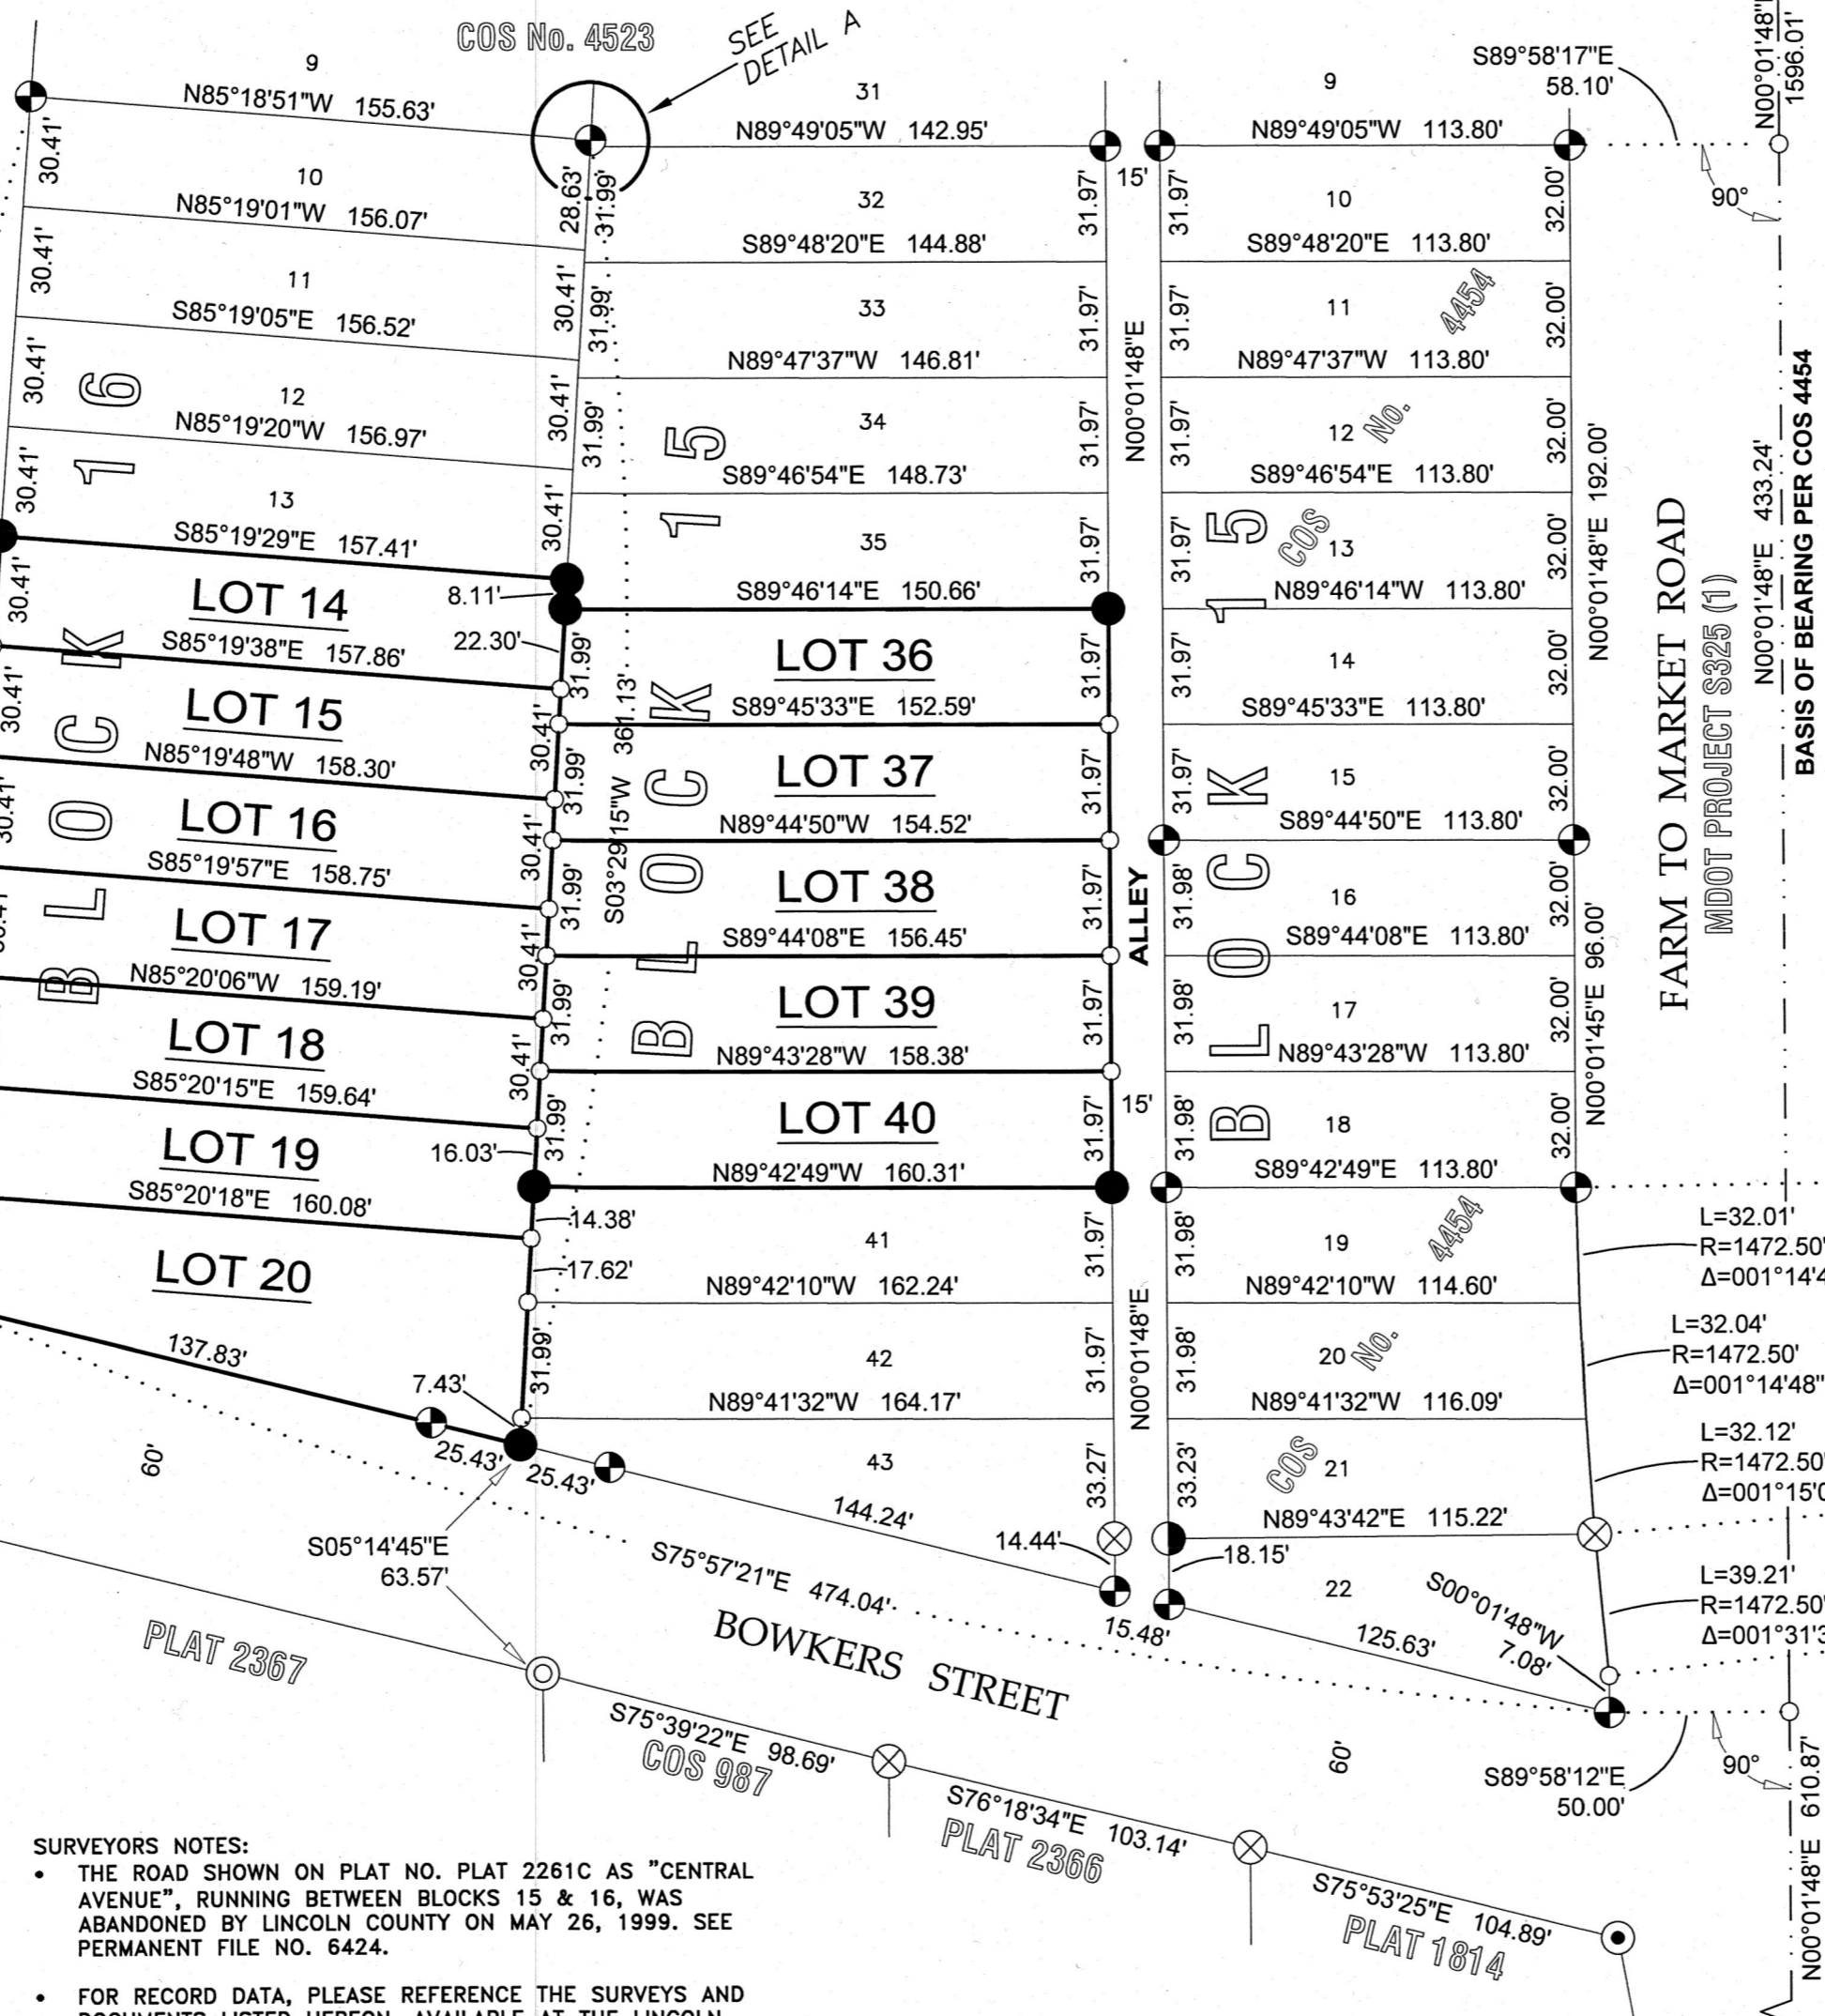 COS No. 4523
SEE
DETAIL A
S89°58'17"E
58.10'
N00°01'48"E
1596.01'
9
N85°18'51"W 155.63'
31
N89°49'05"W 142.95'
9
N89°49'05"W 113.80'
30.41'
10
N85°19'01"W 156.07'
28.63'
31.99'
32
S89°48'20"E 144.88'
31.97'
15'
31.97'
10
S89°48'20"E 113.80'
32.00'
90°
30.41'
11
S85°19'05"E 156.52'
30.41'
31.99'
33
N89°47'37"W 146.81'
31.97'
N00°01'48"E
31.97'
11
4454
N89°47'37"W 113.80'
32.00'
30.41'
12
N85°19'20"W 156.97'
30.41'
31.99'
34
S89°46'54"E 148.73'
31.97'
31.97'
12
No.
S89°46'54"E 113.80'
32.00'
N00°01'48"E 192.00'
30.41'
13
S85°19'29"E 157.41'
30.41'
35
S89°46'14"E 150.66'
31.97'
31.97'
COS
13
N89°46'14"W 113.80'
32.00'
BLOCK 16
BLOCK 15
BLOCK 15
FARM TO MARKET ROAD
MDOT PROJECT S325 (1)
N00°01'48"E 433.24'
BASIS OF BEARING PER COS 4454
30.41'
LOT 14
S85°19'38"E 157.86'
8.11'
22.30'
31.99'
S03°29'15"W 361.13'
LOT 36
S89°45'33"E 152.59'
31.97'
31.97'
14
S89°45'33"E 113.80'
32.00'
30.41'
LOT 15
N85°19'48"W 158.30'
30.41'
31.99'
LOT 37
N89°44'50"W 154.52'
31.97'
31.97'
15
S89°44'50"E 113.80'
32.00'
30.41'
LOT 16
S85°19'57"E 158.75'
30.41'
31.99'
LOT 38
S89°44'08"E 156.45'
31.97'
ALLEY
31.98'
16
S89°44'08"E 113.80'
32.00'
N00°01'45"E 96.00'
LOT 17
N85°20'06"W 159.19'
30.41'
31.99'
LOT 39
N89°43'28"W 158.38'
31.97'
31.98'
17
N89°43'28"W 113.80'
32.00'
LOT 18
S85°20'15"E 159.64'
30.41'
31.99'
LOT 40
N89°42'49"W 160.31'
31.97'
15'
31.98'
18
S89°42'49"E 113.80'
32.00'
LOT 19
S85°20'18"E 160.08'
16.03'
14.38'
17.62'
41
N89°42'10"W 162.24'
31.97'
31.98'
19
4454
N89°42'10"W 114.60'
L=32.01'
R=1472.50'
LOT 20
137.83'
31.99'
42
N89°41'32"W 164.17'
31.97'
N00°01'48"E
31.98'
20
No.
N89°41'32"W 116.09'
L=32.04'
R=1472.50'
Δ=001°14'48"
7.43'
25.43'
25.43'
43
144.24'
33.27'
14.44'
33.23'
COS
21
N89°43'42"E 115.22'
L=32.12'
R=1472.50'
60'
S05°14'45"E
63.57'
S75°57'21"E 474.04'
18.15'
22
S00°01'48"W
7.08'
L=39.21'
R=1472.50'
15.48'
125.63'
BOWKERS STREET
PLAT 2367
S75°39'22"E 98.69'
COS 987
60'
S89°58'12"E
50.00'
90°
N00°01'48"E 610.87'
S76°18'34"E 103.14'
PLAT 2366
S75°53'25"E 104.89'
PLAT 1814
SURVEYORS NOTES:
• THE ROAD SHOWN ON PLAT NO. PLAT 2261C AS "CENTRAL
AVENUE", RUNNING BETWEEN BLOCKS 15 & 16, WAS
ABANDONED BY LINCOLN COUNTY ON MAY 26, 1999. SEE
PERMANENT FILE NO. 6424.
• FOR RECORD DATA, PLEASE REFERENCE THE SURVEYS AND
DOCUMENTS LISTED HEREON, AVAILABLE AT THE LINCOLN